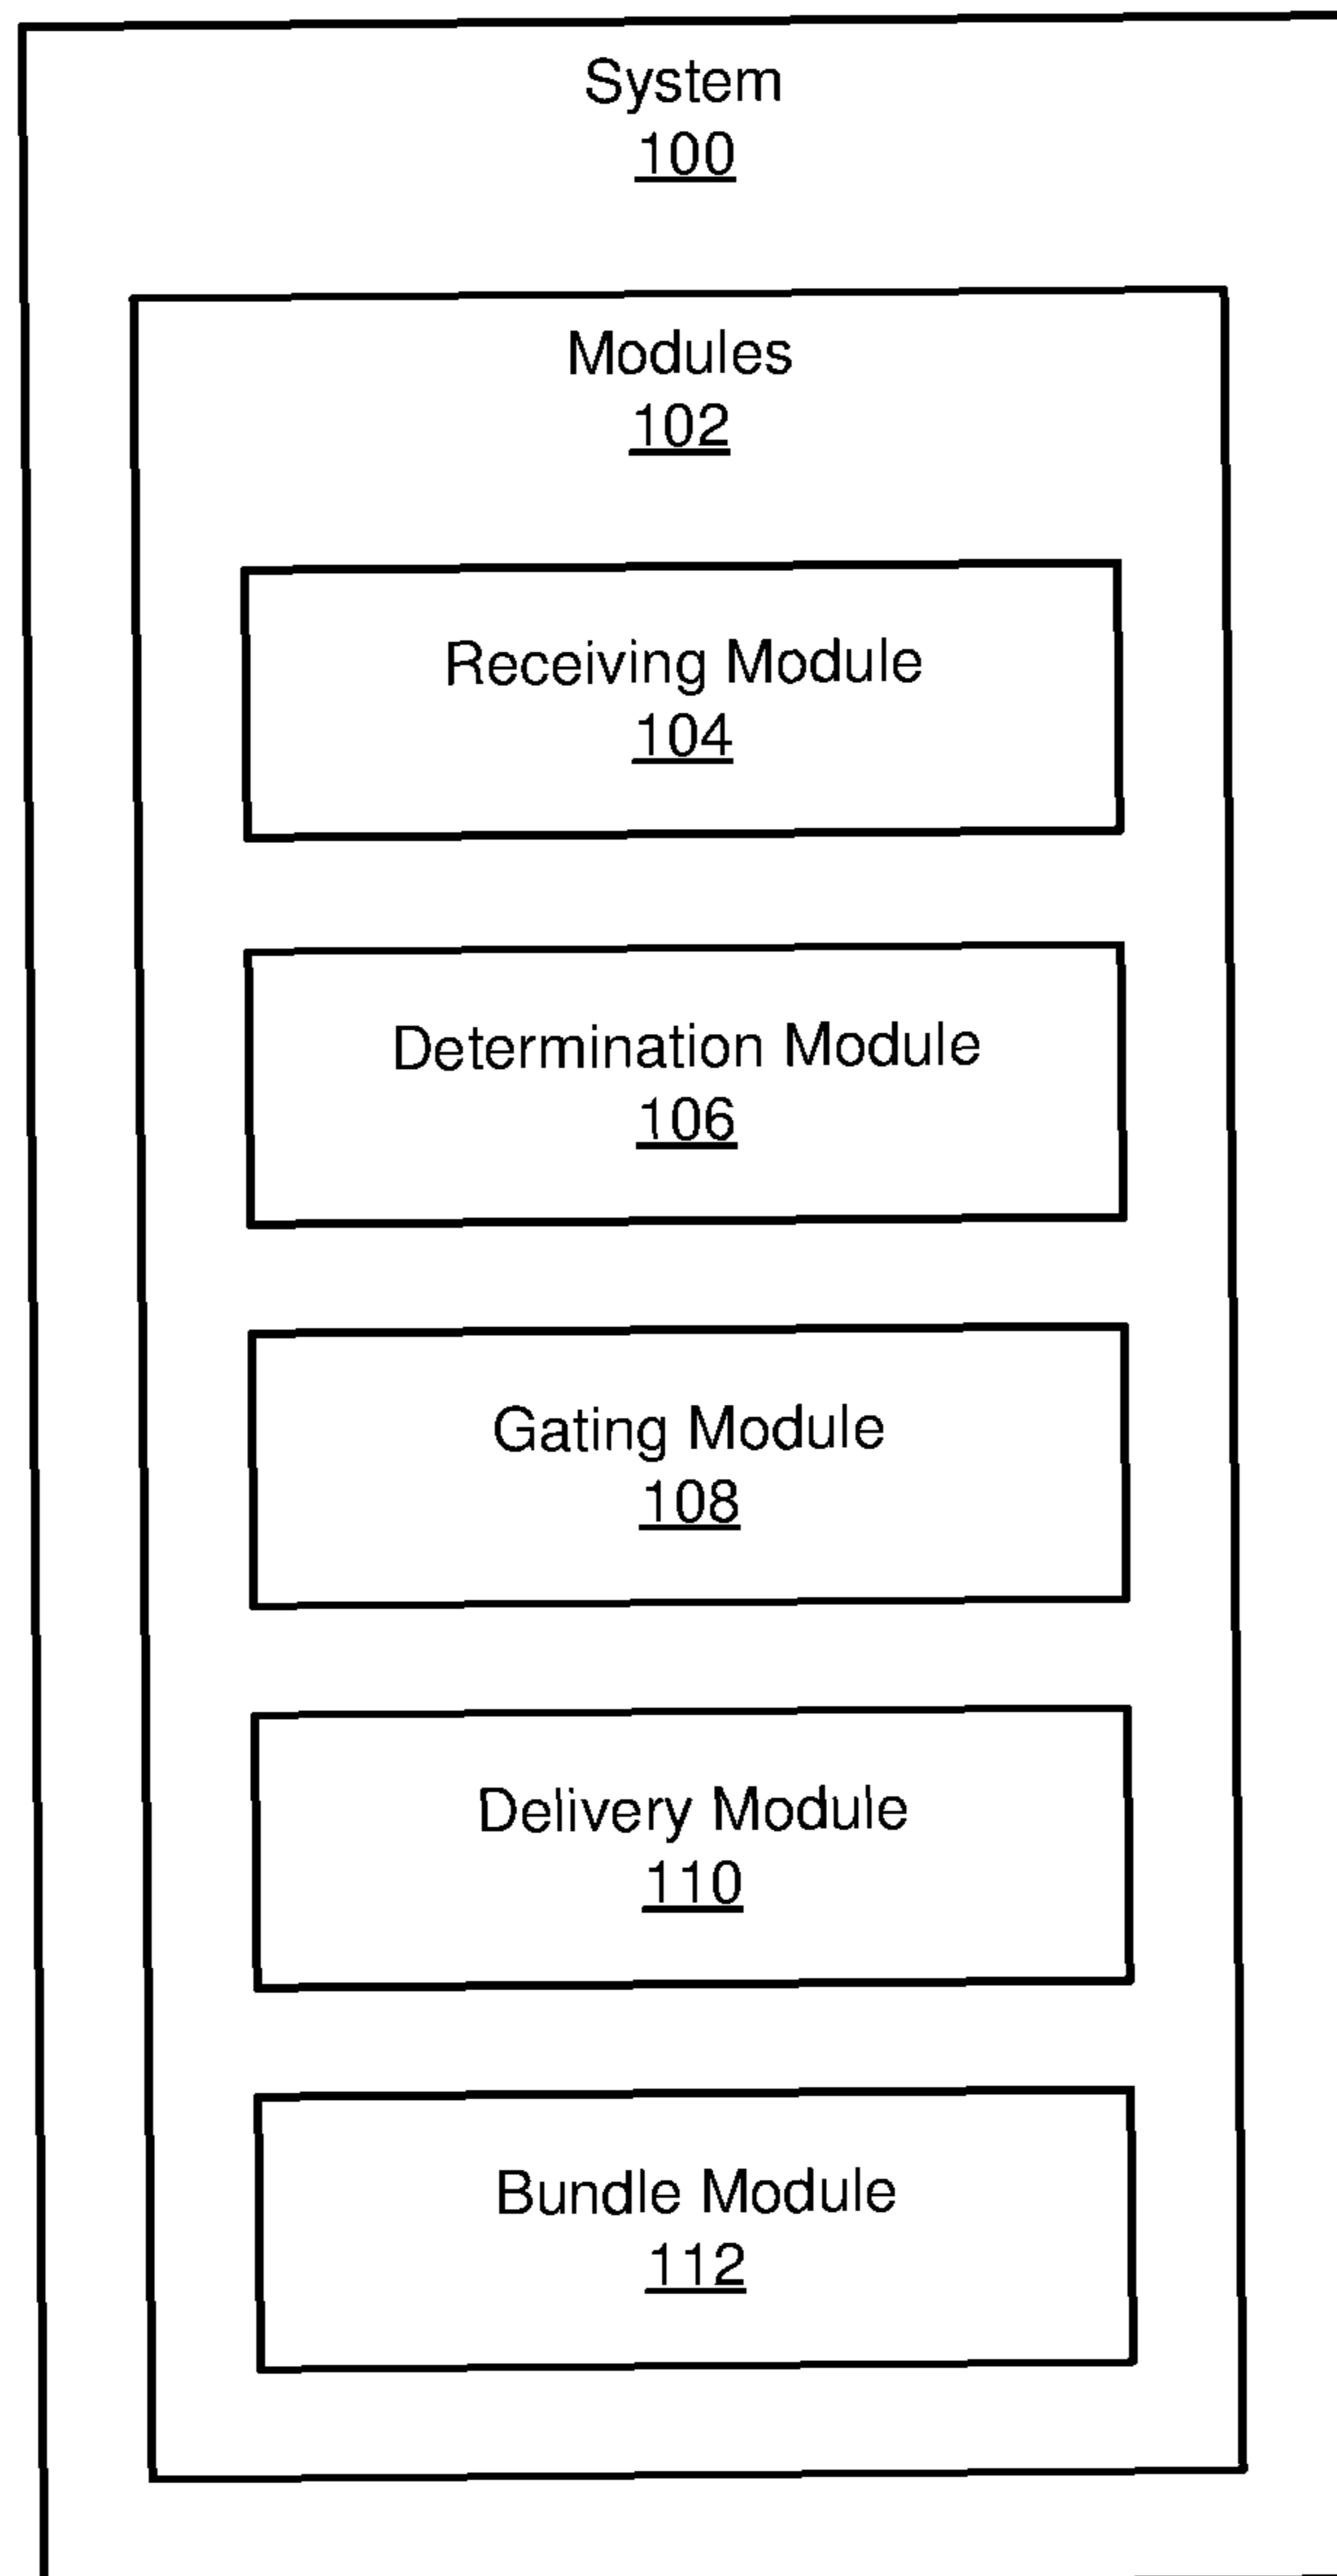 System
100
Modules
102
Receiving Module
104
Determination Module
106
Gating Module
108
Delivery Module
110
Bundle Module
112